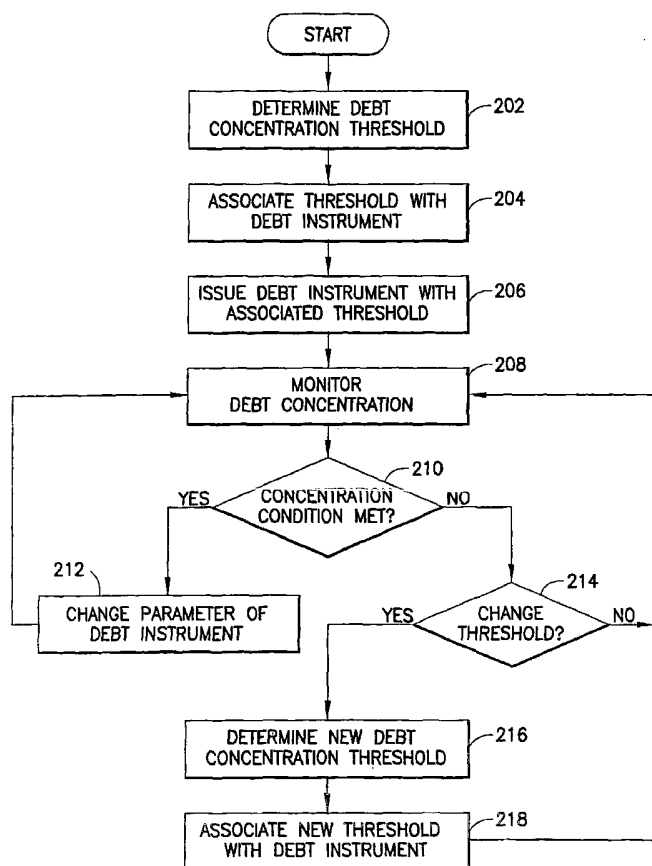 START
DETERMINE DEBT
CONCENTRATION THRESHOLD
202
ASSOCIATE THRESHOLD WITH
DEBT INSTRUMENT
204
ISSUE DEBT INSTRUMENT WITH
ASSOCIATED THRESHOLD
206
MONITOR
DEBT CONCENTRATION
208
210
YES
CONCENTRATION
CONDITION MET?
NO
212
CHANGE PARAMETER OF
DEBT INSTRUMENT
214
YES
CHANGE
THRESHOLD?
NO
DETERMINE NEW DEBT
CONCENTRATION THRESHOLD
216
ASSOCIATE NEW THRESHOLD
WITH DEBT INSTRUMENT
218